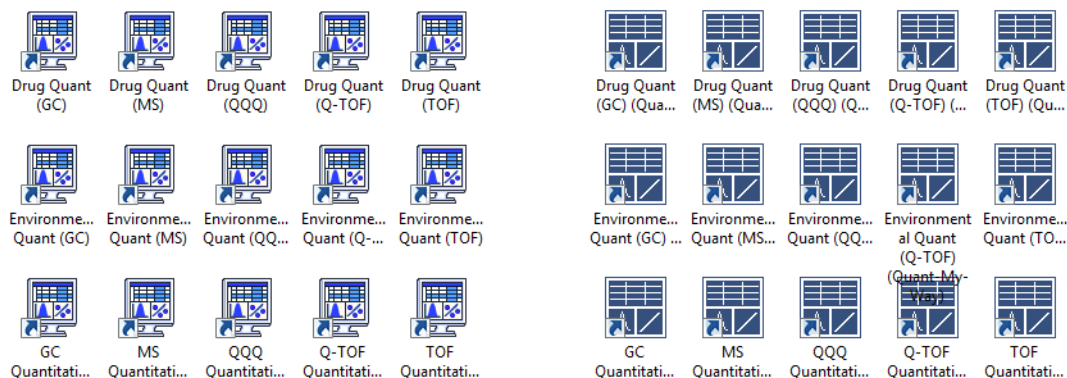 Drug Quant Drug Quant Drug Quant Drug Quant Drug Quant Drug Quant Drug Quant Drug Quant Drug Quant Drug Quant
(GC) (MS) (QQQ) (Q-TOF) (TOF) (GC) (Qua... (MS) (Qua... (QQQ) (Q... (Q-TOF) (... (TOF) (Qu...
Environme... Environme... Environme... Environme... Environme... Environme... Environme... Environme... Environment Environme...
Quant (GC) Quant (MS) Quant (QQ... Quant (Q-... Quant (TOF) Quant (GC) ... Quant (MS... Quant (QQ... al Quant Quant (TO...
(Q-TOF)
(Quant-My-
Way)
GC MS QQQ Q-TOF TOF GC MS QQQ Q-TOF TOF
Quantitati... Quantitati... Quantitati... Quantitati... Quantitati... Quantitati... Quantitati... Quantitati... Quantitati... Quantitati...